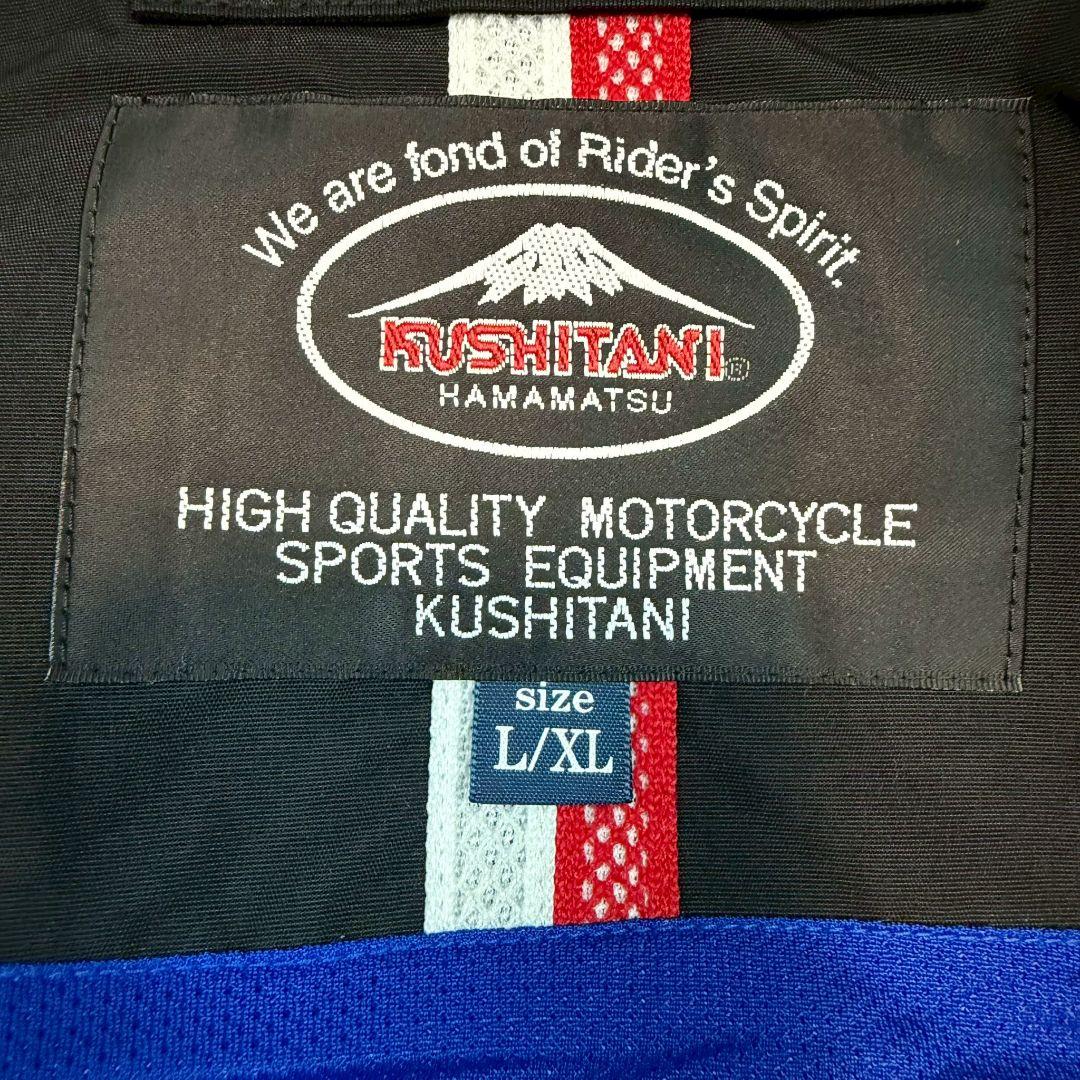 We are fond of Rider's Spirit.
KUSHITANI®
HAMAMATSU
HIGH QUALITY MOTORCYCLE
SPORTS EQUIPMENT
KUSHITANI
size
L/XL